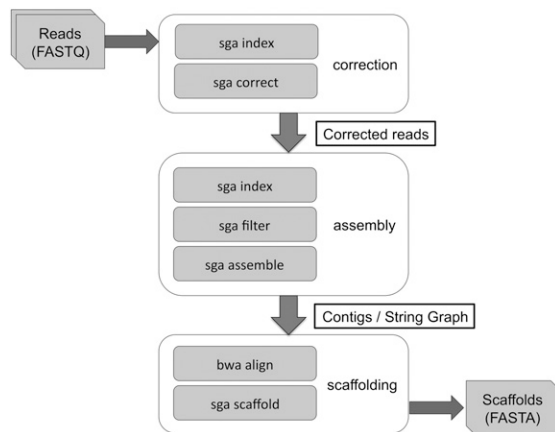 Reads
(FASTQ)
sga index
sga correct
correction
Corrected reads
sga index
sga filter
sga assemble
assembly
Contigs / String Graph
bwa align
sga scaffold
scaffolding
Scaffolds
(FASTA)